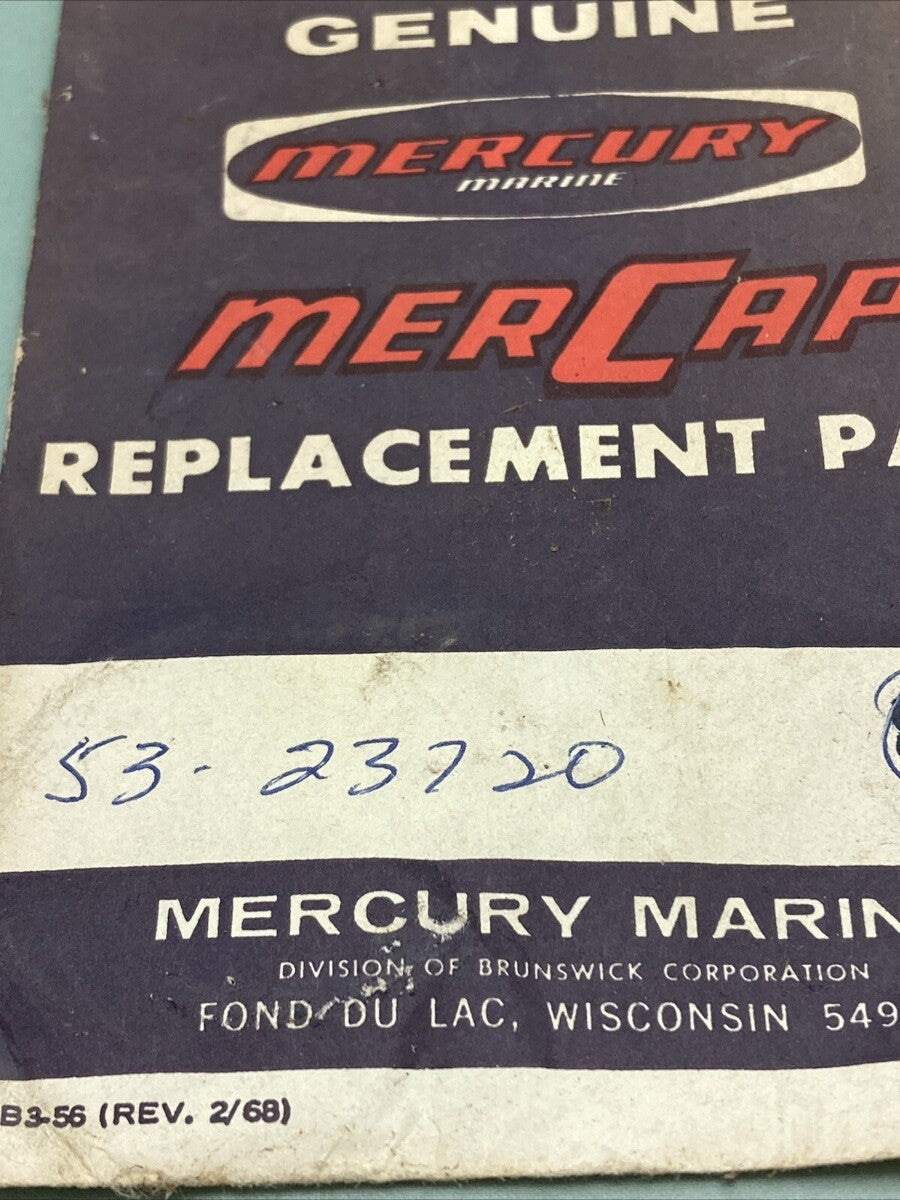 GENUINE
MERCURY
MARINE
MERCAP
REPLACEMENT PA
53-23720
MERCURY MARIN
DIVISION OF BRUNSWICK CORPORATION
FOND DU LAC, WISCONSIN 549
B3-56 (REV. 2/68)